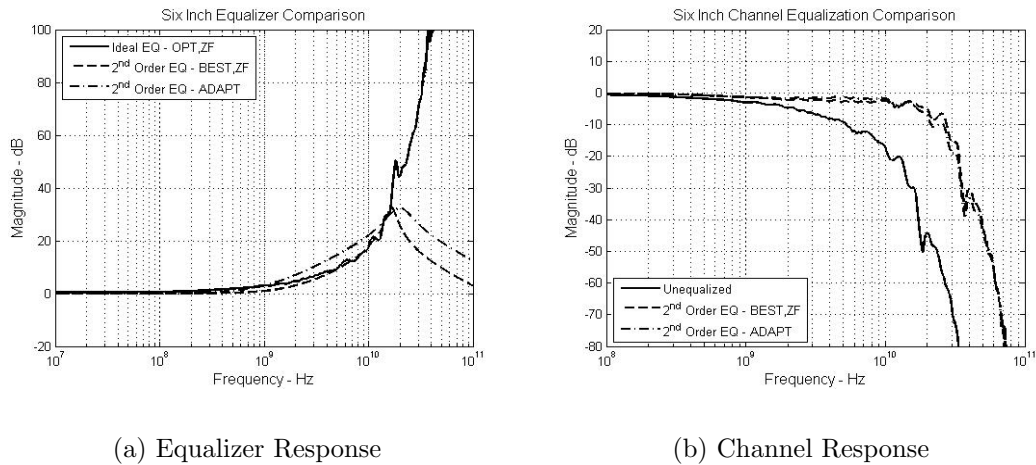 Six Inch Equalizer Comparison
100
80
60
40
20
0
-20
Magnitude - dB
Ideal EQ - OPT,ZF
2nd Order EQ - BEST,ZF
2nd Order EQ - ADAPT
10^7 10^8 10^9 10^10 10^11
Frequency - Hz
(a) Equalizer Response
Six Inch Channel Equalization Comparison
20
10
0
-10
-20
-30
-40
-50
-60
-70
-80
Magnitude - dB
Unequalized
2nd Order EQ - BEST,ZF
2nd Order EQ - ADAPT
10^8 10^9 10^10 10^11
Frequency - Hz
(b) Channel Response